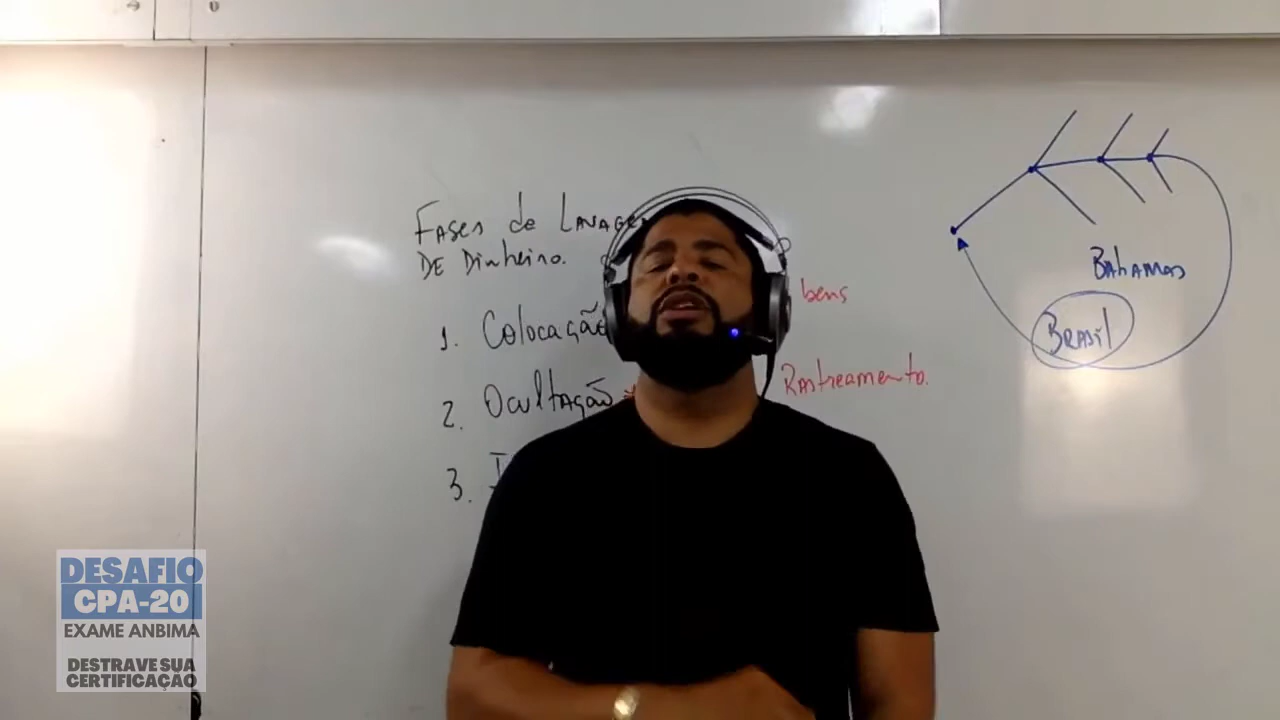 Fases de Lavage
DE Dinheiro.
1. Colocação
bens
2. Ocultação *
Rastreamento.
3. I
Bahamas
Brasil
DESAFIO
CPA-20
EXAME ANBIMA
DESTRAVE SUA
CERTIFICAÇÃO